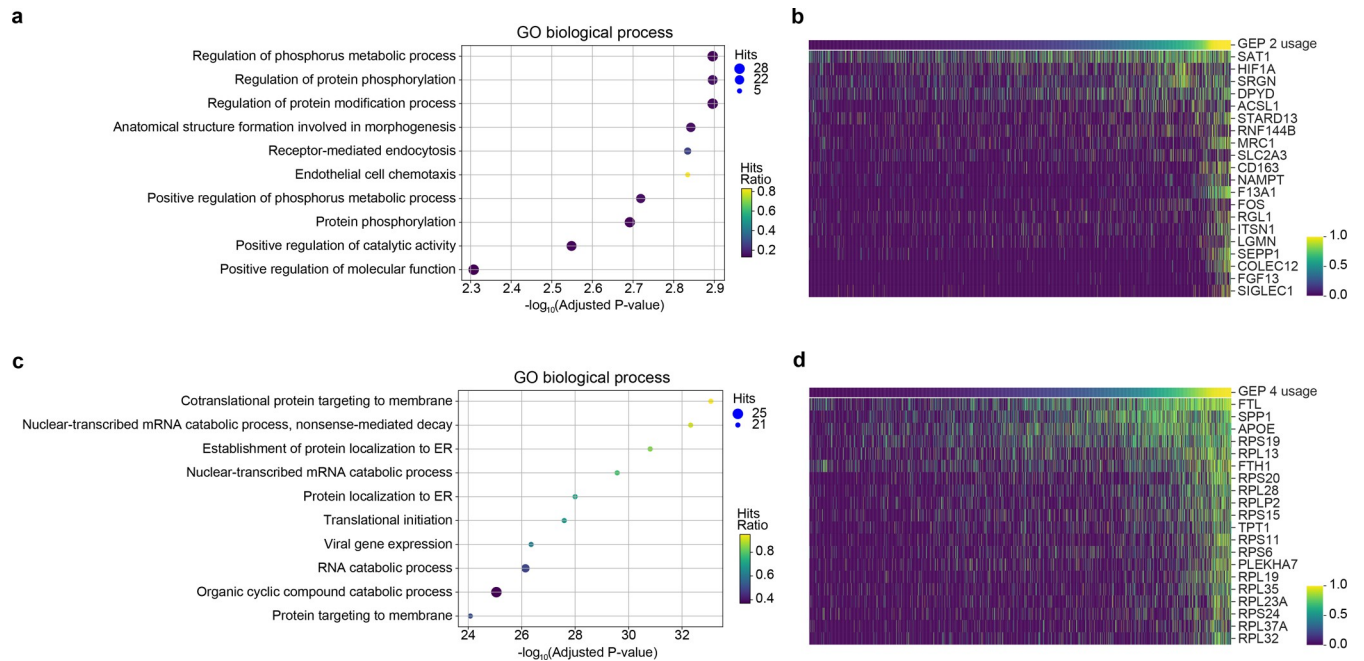 a
GO biological process
Regulation of phosphorus metabolic process
Regulation of protein phosphorylation
Regulation of protein modification process
Anatomical structure formation involved in morphogenesis
Receptor-mediated endocytosis
Endothelial cell chemotaxis
Positive regulation of phosphorus metabolic process
Protein phosphorylation
Positive regulation of catalytic activity
Positive regulation of molecular function
2.3 2.4 2.5 2.6 2.7 2.8 2.9
-log10(Adjusted P-value)
Hits
28
22
5
Hits
Ratio
0.8
0.6
0.4
0.2
b
GEP 2 usage
SAT1
HIF1A
SRGN
DPYD
ACSL1
STARD13
RNF144B
MRC1
SLC2A3
CD163
NAMPT
F13A1
FOS
RGL1
ITSN1
LGMN
SEPP1
COLEC12
FGF13
SIGLEC1
1.0
0.5
0.0
c
GO biological process
Cotranslational protein targeting to membrane
Nuclear-transcribed mRNA catabolic process, nonsense-mediated decay
Establishment of protein localization to ER
Nuclear-transcribed mRNA catabolic process
Protein localization to ER
Translational initiation
Viral gene expression
RNA catabolic process
Organic cyclic compound catabolic process
Protein targeting to membrane
24 26 28 30 32
-log10(Adjusted P-value)
Hits
25
21
Hits
Ratio
0.8
0.6
0.4
d
GEP 4 usage
FTL
SPP1
APOE
RPS19
RPL13
FTH1
RPS20
RPL28
RPLP2
RPS15
TPT1
RPS11
RPS6
PLEKHA7
RPL19
RPL35
RPL23A
RPS24
RPL37A
RPL32
1.0
0.5
0.0